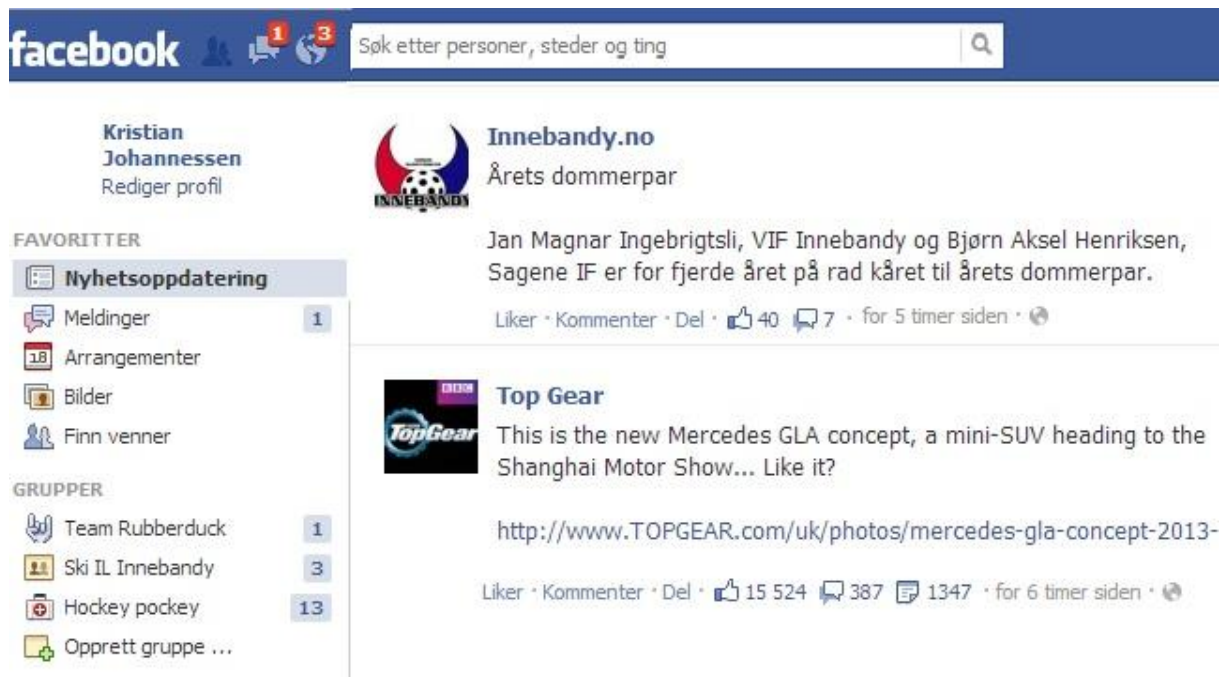 facebook 1 3 Søk etter personer, steder og ting
Kristian
Johannessen
Rediger profil
FAVORITTER
Nyhetsoppdatering
Meldinger 1
18 Arrangementer
Bilder
Finn venner
GRUPPER
Team Rubberduck 1
Ski IL Innebandy 3
Hockey pockey 13
Opprett gruppe ...
INNEBANDY
Innebandy.no
Årets dommerpar
Jan Magnar Ingebrigtsli, VIF Innebandy og Bjørn Aksel Henriksen,
Sagene IF er for fjerde året på rad kåret til årets dommerpar.
Liker · Kommenter · Del · 40 7 · for 5 timer siden ·
BBC
TopGear
Top Gear
This is the new Mercedes GLA concept, a mini-SUV heading to the
Shanghai Motor Show... Like it?
http://www.TOPGEAR.com/uk/photos/mercedes-gla-concept-2013-
Liker · Kommenter · Del · 15 524 387 1347 · for 6 timer siden ·